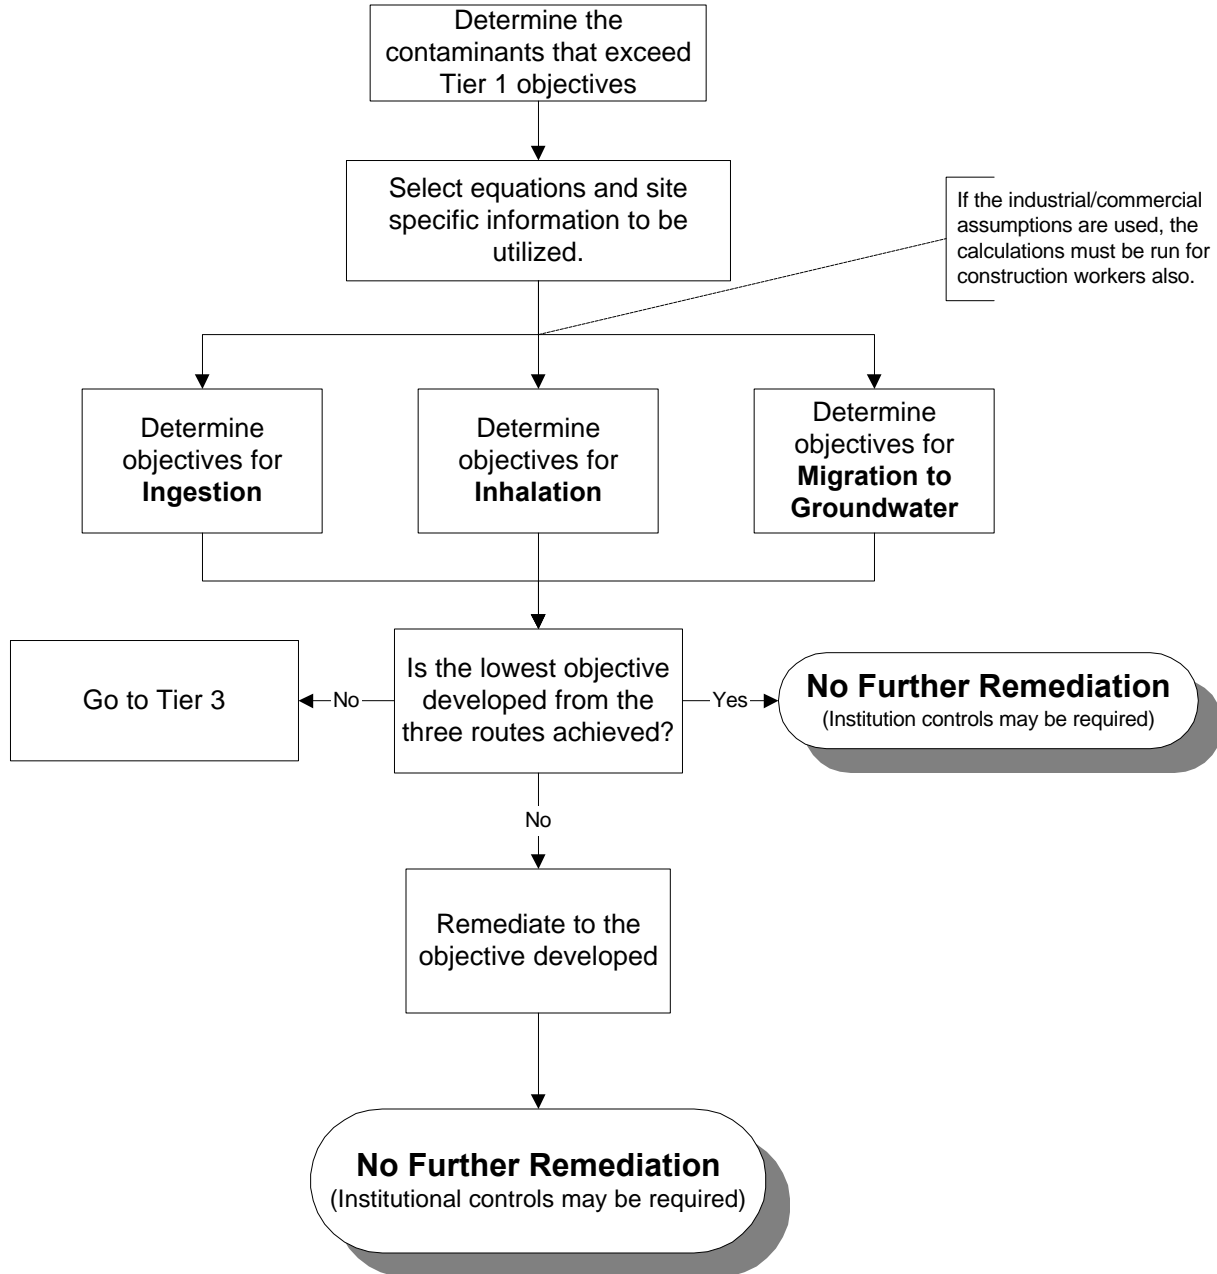 Determine the
contaminants that exceed
Tier 1 objectives
Select equations and site
specific information to be
utilized.
If the industrial/commercial
assumptions are used, the
calculations must be run for
construction workers also.
Determine
objectives for
Ingestion
Determine
objectives for
Inhalation
Determine
objectives for
Migration to
Groundwater
Go to Tier 3
No
Is the lowest objective
developed from the
three routes achieved?
Yes
No Further Remediation
(Institution controls may be required)
No
Remediate to the
objective developed
No Further Remediation
(Institutional controls may be required)